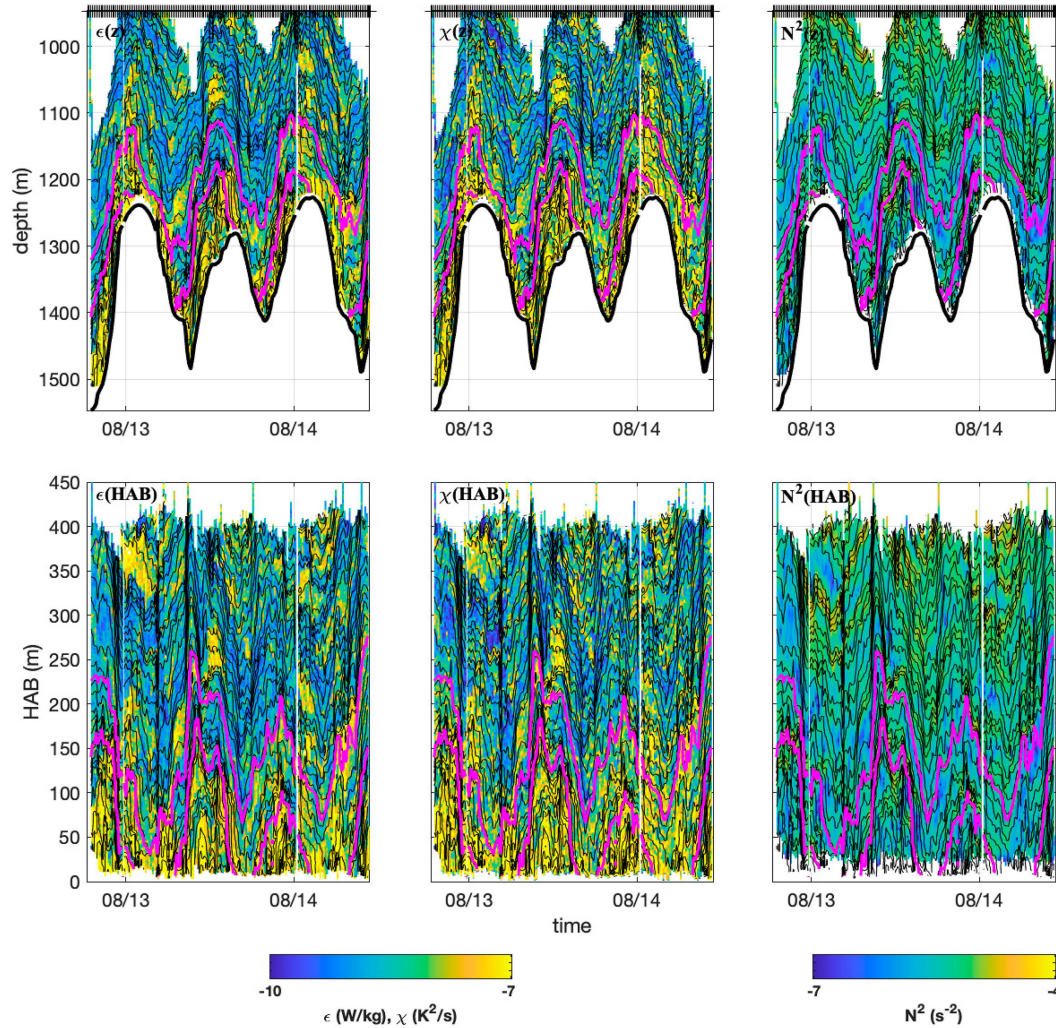 ϵ(z)
χ(z)
N²(z)
1000
1100
1200
1300
1400
1500
depth (m)
08/13
08/14
08/13
08/14
08/13
08/14
ϵ(HAB)
χ(HAB)
N²(HAB)
450
400
350
300
250
200
150
100
50
0
HAB (m)
08/13
08/14
08/13
08/14
08/13
08/14
time
-10
-7
-7
-4
ϵ (W/kg), χ (K²/s)
N² (s⁻²)